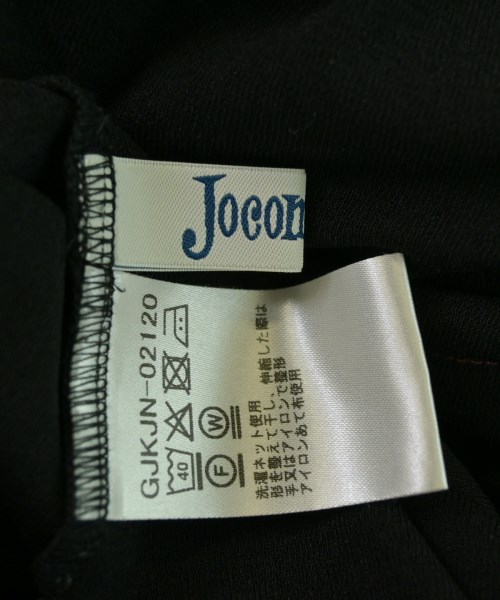 Jocon
GJKJN-02120
40
W
F
洗濯ネット使用
形を整えて干し、伸縮した際は
手又はアイロンで整形
アイロンあて布使用